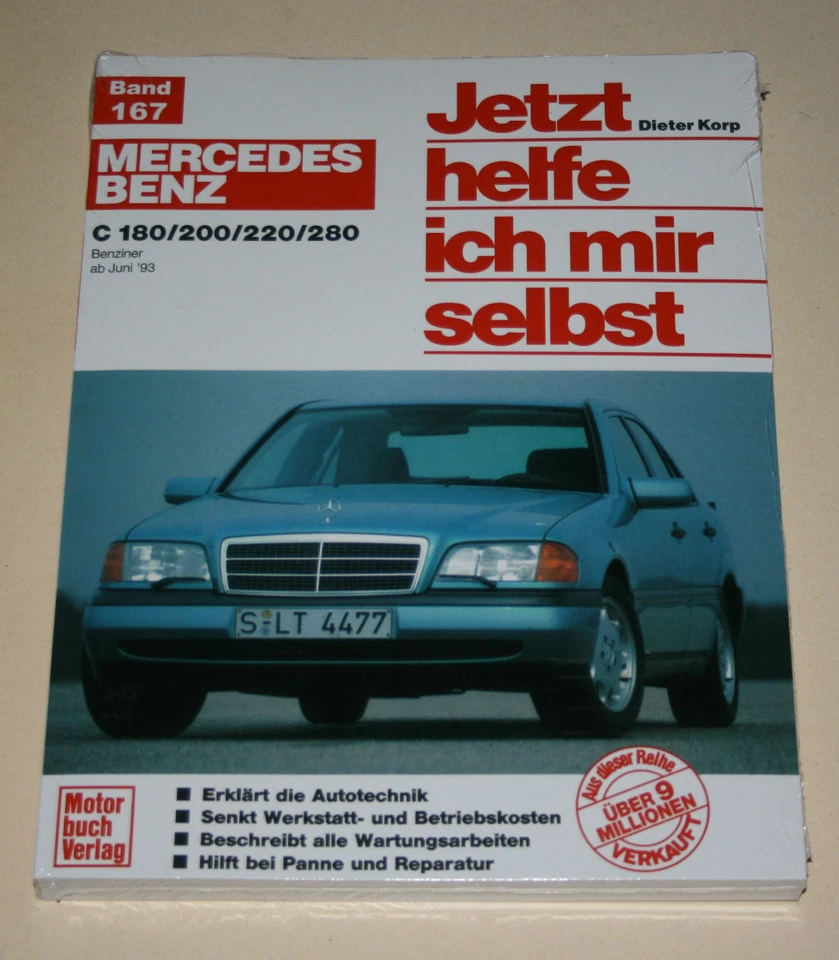 Band
167
MERCEDES
BENZ
C 180/200/220/280
Benziner
ab Juni '93
Jetzt
Dieter Korp
helfe
ich mir
selbst
S LT 4477
Motor
buch
Verlag
■ Erklärt die Autotechnik
■ Senkt Werkstatt- und Betriebskosten
■ Beschreibt alle Wartungsarbeiten
■ Hilft bei Panne und Reparatur
Aus dieser Reihe
ÜBER 9
MILLIONEN
VERKAUFT